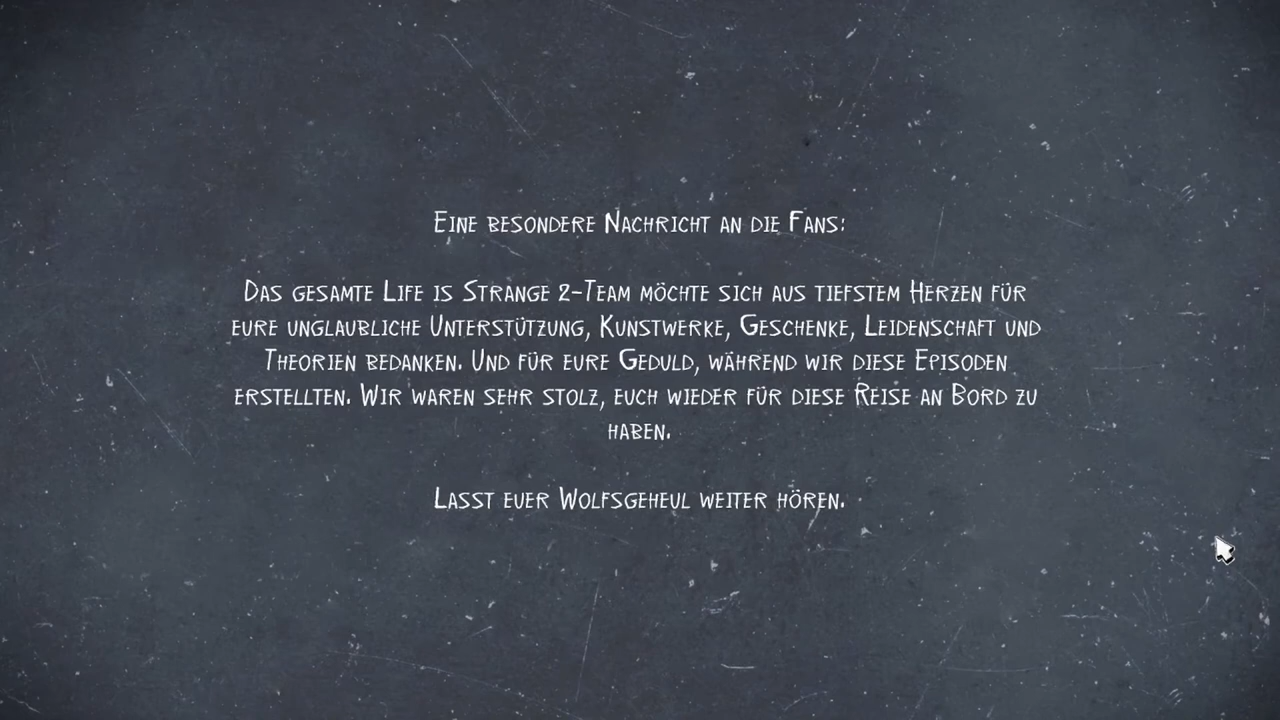 Eine besondere Nachricht an die Fans:
Das gesamte Life is Strange 2-Team möchte sich aus tiefstem Herzen für
eure unglaubliche Unterstützung, Kunstwerke, Geschenke, Leidenschaft und
Theorien bedanken. Und für eure Geduld, während wir diese Episoden
erstellten. Wir waren sehr stolz, euch wieder für diese Reise an Bord zu
haben.
Lasst euer Wolfsgeheul weiter hören.